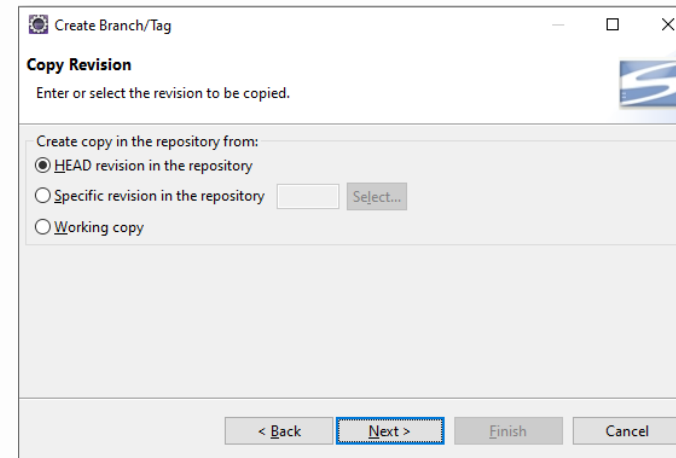 Create Branch/Tag
Copy Revision
Enter or select the revision to be copied.
Create copy in the repository from:
HEAD revision in the repository
Specific revision in the repository Select...
Working copy
< Back Next > Finish Cancel